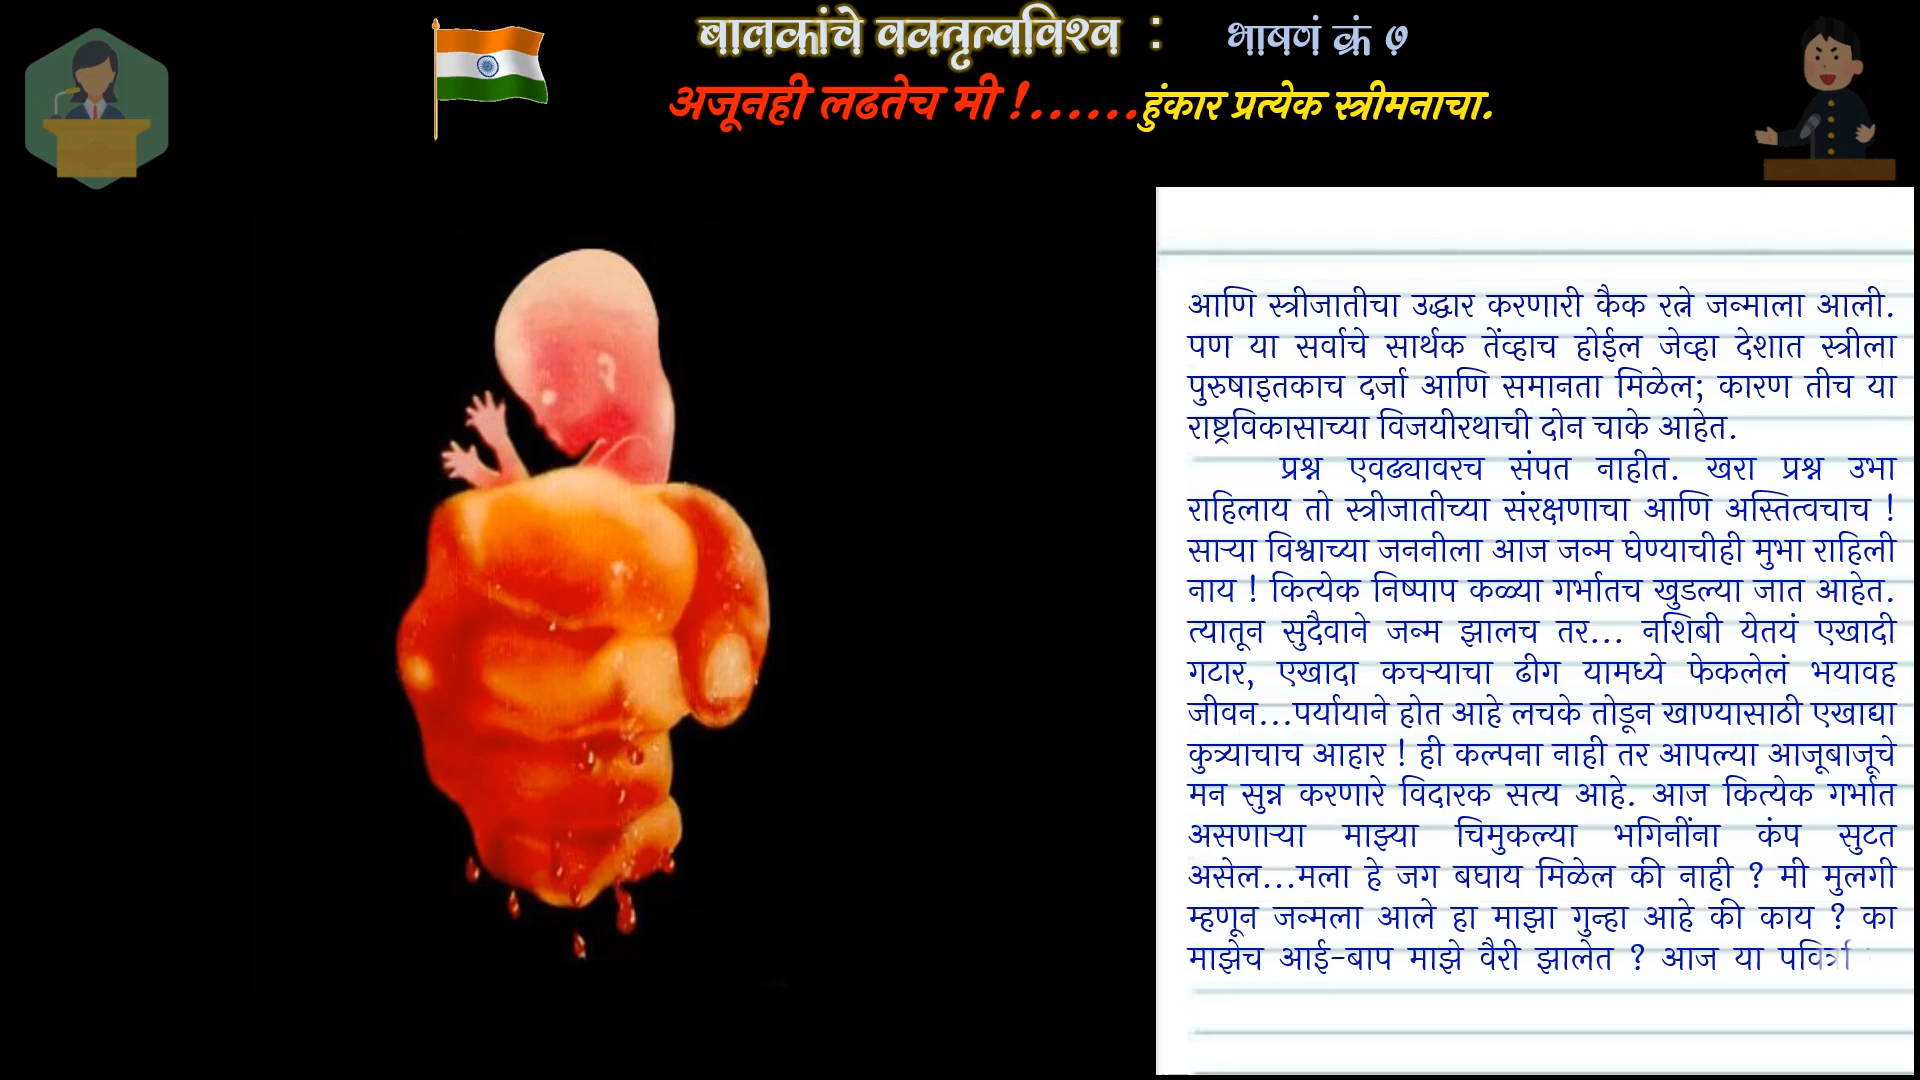 बालकांचे वक्तृत्वविश्व : भाषणं क्रं ७
अजूनही लढतेच मी !......हुंकार प्रत्येक स्त्रीमनाचा.
आणि स्त्रीजातीचा उद्धार करणारी कैक रत्ने जन्माला आली.
पण या सर्वाचे सार्थक तेंव्हाच होईल जेव्हा देशात स्त्रीला
पुरुषाइतकाच दर्जा आणि समानता मिळेल; कारण तीच या
राष्ट्रविकासाच्या विजयीरथाची दोन चाके आहेत.
प्रश्न एवढ्यावरच संपत नाहीत. खरा प्रश्न उभा
राहिलाय तो स्त्रीजातीच्या संरक्षणाचा आणि अस्तित्वचाच !
साऱ्या विश्वाच्या जननीला आज जन्म घेण्याचीही मुभा राहिली
नाय ! कित्येक निष्पाप कळ्या गर्भातच खुडल्या जात आहेत.
त्यातून सुदैवाने जन्म झालच तर... नशिबी येतयं एखादी
गटार, एखादा कचऱ्याचा ढीग यामध्ये फेकलेलं भयावह
जीवन...पर्यायाने होत आहे लचके तोडून खाण्यासाठी एखाद्या
कुत्र्याचाच आहार ! ही कल्पना नाही तर आपल्या आजूबाजूचे
मन सुन्न करणारे विदारक सत्य आहे. आज कित्येक गर्भात
असणाऱ्या माझ्या चिमुकल्या भगिनींना कंप सुटत
असेल...मला हे जग बघाय मिळेल की नाही ? मी मुलगी
म्हणून जन्मला आले हा माझा गुन्हा आहे की काय ? का
माझेच आई-बाप माझे वैरी झालेत ? आज या